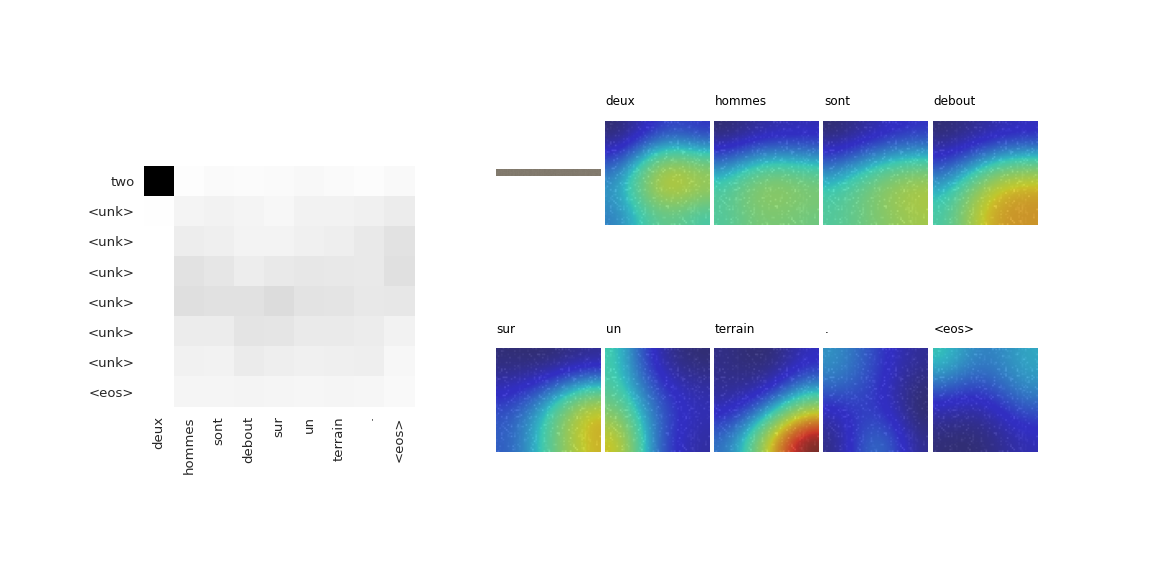 two
<unk>
<unk>
<unk>
<unk>
<unk>
<unk>
<eos>
deux hommes sont debout sur un terrain . <eos>
deux hommes sont debout
sur un terrain . <eos>